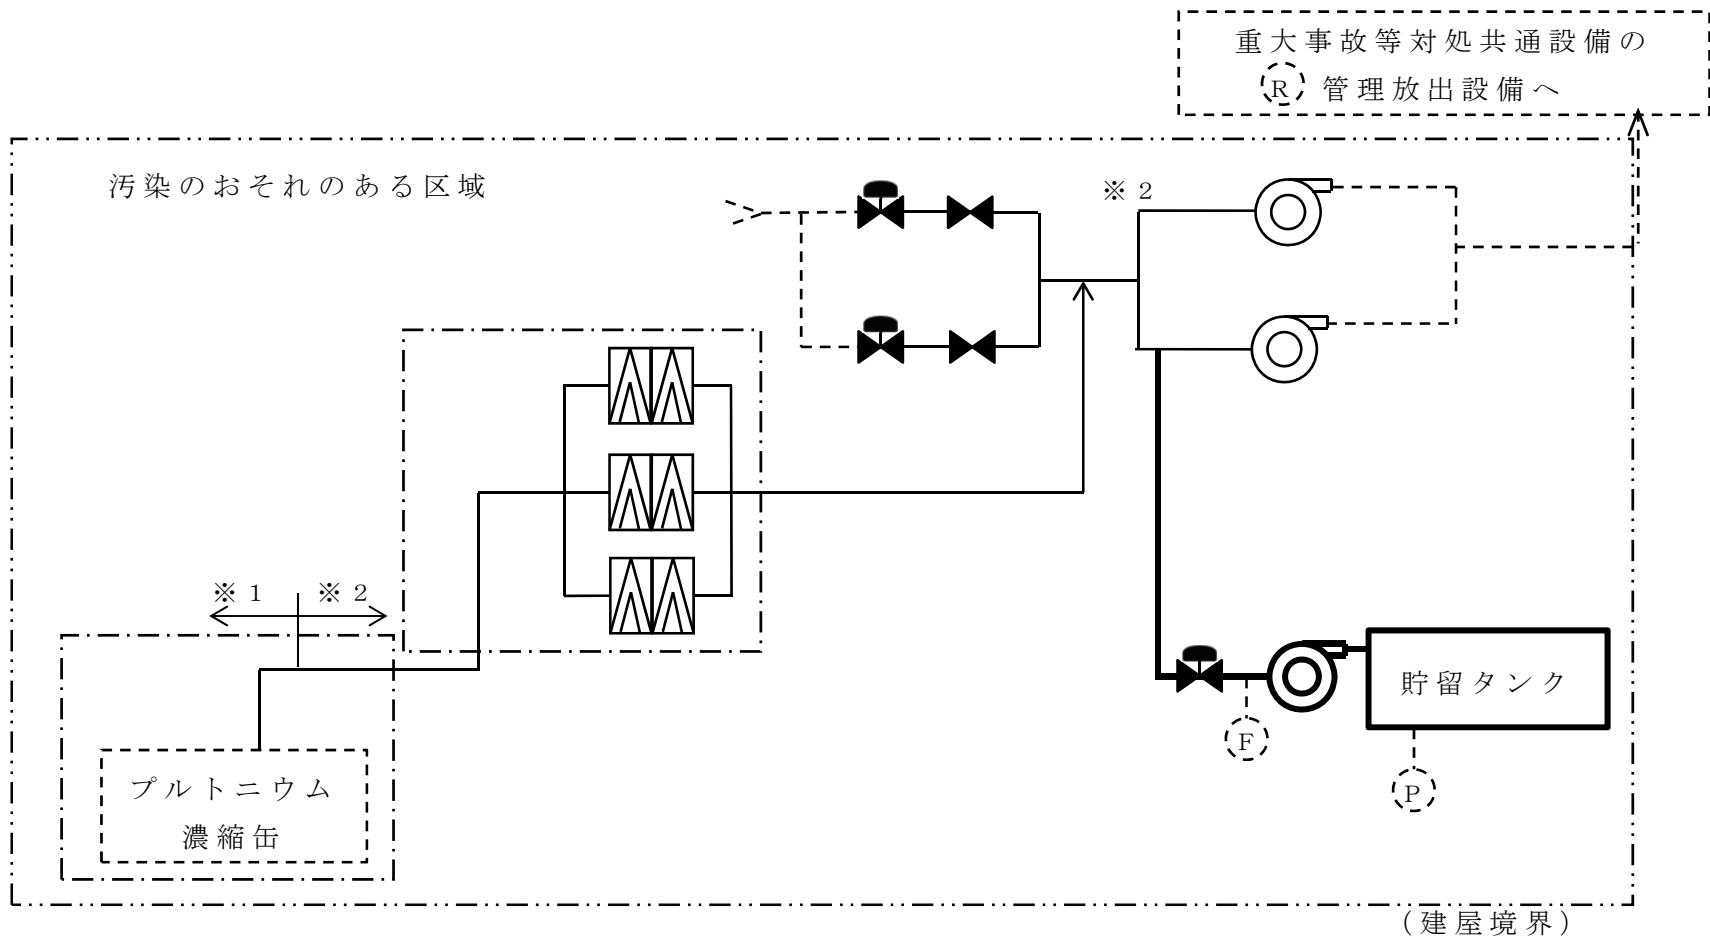 重大事故等対処共通設備の
R 管理放出設備へ
汚染のおそれのある区域
※2
※1 ※2
プルトニウム
濃縮缶
貯留タンク
F
P
(建屋境界)